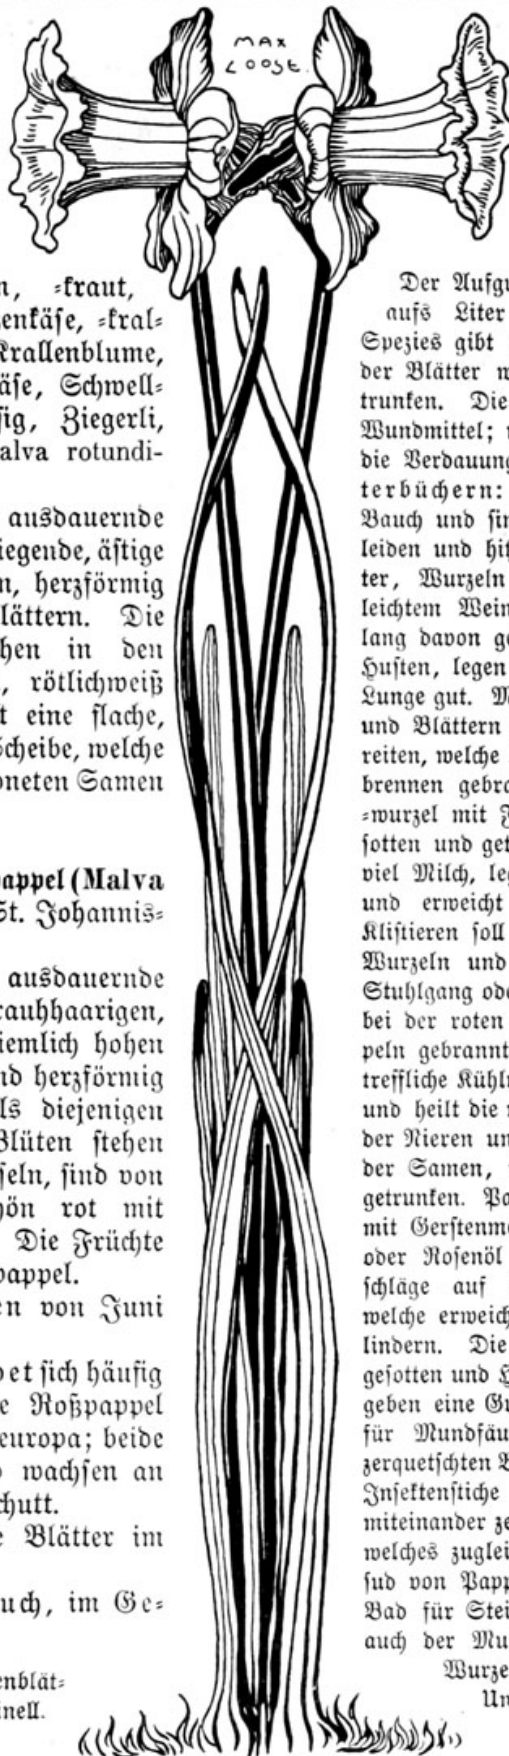 MAX
LOOSE.
n, ⸗kraut,
zenkäse, ⸗kral⸗
Krallenblume,
äse, Schwell⸗
sig, Ziegerli,
alva rotundi-
ausdauernde
iegende, ästige
n, herzförmig
lättern. Die
hen in den
, rötlichweiß
t eine flache,
Scheibe, welche
oneten Samen
appel (Malva
St. Johannis⸗
ausdauernde
rauhhaarigen,
iemlich hohen
nd herzförmig
ls diejenigen
Blüten stehen
seln, sind von
hön rot mit
Die Früchte
pappel.
en von Juni
det sich häufig
e Roßpappel
europa; beide
d wachsen an
chutt.
e Blätter im
uch, im Ge⸗
enblät⸗
inell.
Der Aufgu
aufs Liter
Spezies gibt
der Blätter w
trunken. Die
Wundmittel; n
die Verdauung
terbüchern:
Bauch und sin
leiden und hit
ter, Wurzeln
leichtem Wein
lang davon ge
Husten, legen
Lunge gut. M
und Blättern
reiten, welche
brennen gebra
⸗wurzel mit F
sotten und get
viel Milch, leg
und erweicht
Klistieren soll
Wurzeln und
Stuhlgang ode
bei der roten
peln gebrannt
treffliche Kühlu
und heilt die r
der Nieren un
der Samen,
getrunken. Pa
mit Gerstenme
oder Rosenöl
schläge auf
welche erweich
lindern. Die
gesotten und H
geben eine Gu
für Mundfäu
zerquetschten B
Insektenstiche
miteinander ze
welches zuglei
sud von Papp
Bad für Stei
auch der Mu
Wurze
Un